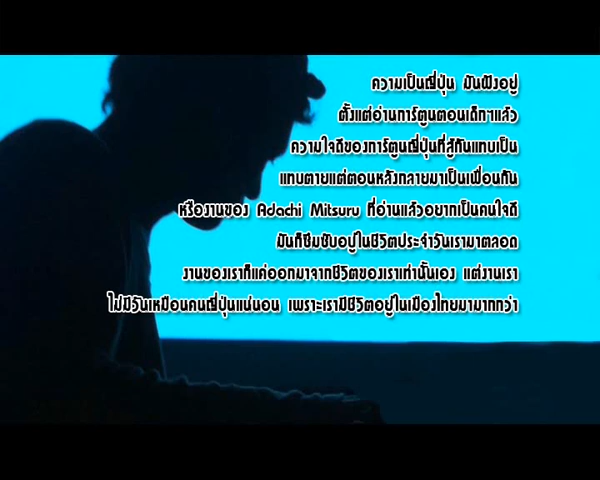 ความเป็นญี่ปุ่น มันฝังอยู่
ตั้งแต่อ่านการ์ตูนตอนเด็กๆแล้ว
ความใจดีของการ์ตูนญี่ปุ่นที่สู้กันแทบเป็น
แทบตายแต่ตอนหลังกลายมาเป็นเพื่อนกัน
หรืองานของ Adachi Mitsuru ที่อ่านแล้วอยากเป็นคนใจดี
มันก็ซึมซับอยู่ในชีวิตประจำวันเรามาตลอด
งานของเราก็แค่ออกมาจากชีวิตของเราเท่านั้นเอง แต่งานเรา
ไม่มีวันเหมือนคนญี่ปุ่นแน่นอน เพราะเรามีชีวิตอยู่ในเมืองไทยมามากกว่า